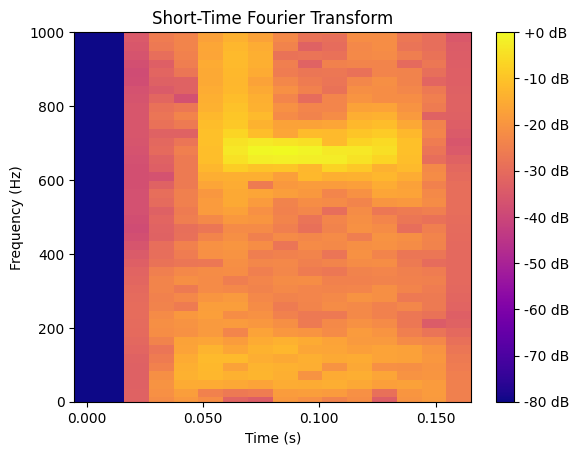 Short-Time Fourier Transform
1000
800
600
400
200
0
Frequency (Hz)
0.000
0.050
0.100
0.150
Time (s)
+0 dB
-10 dB
-20 dB
-30 dB
-40 dB
-50 dB
-60 dB
-70 dB
-80 dB